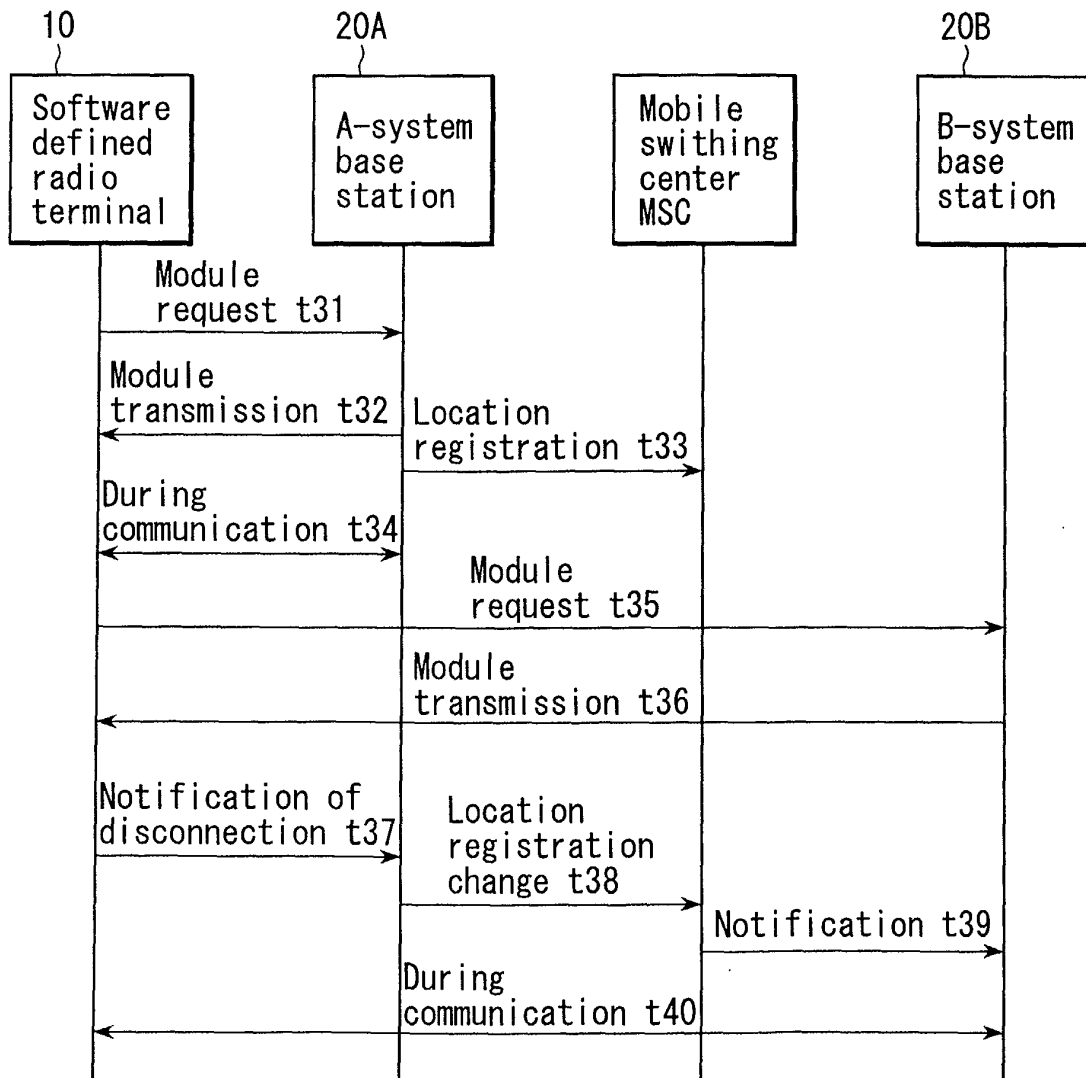 10
20A
20B
Software
defined
radio
terminal
A-system
base
station
Mobile
swithing
center
MSC
B-system
base
station
Module
request t31
Module
transmission t32
Location
registration t33
During
communication t34
Module
request t35
Module
transmission t36
Notification of
disconnection t37
Location
registration
change t38
Notification t39
During
communication t40